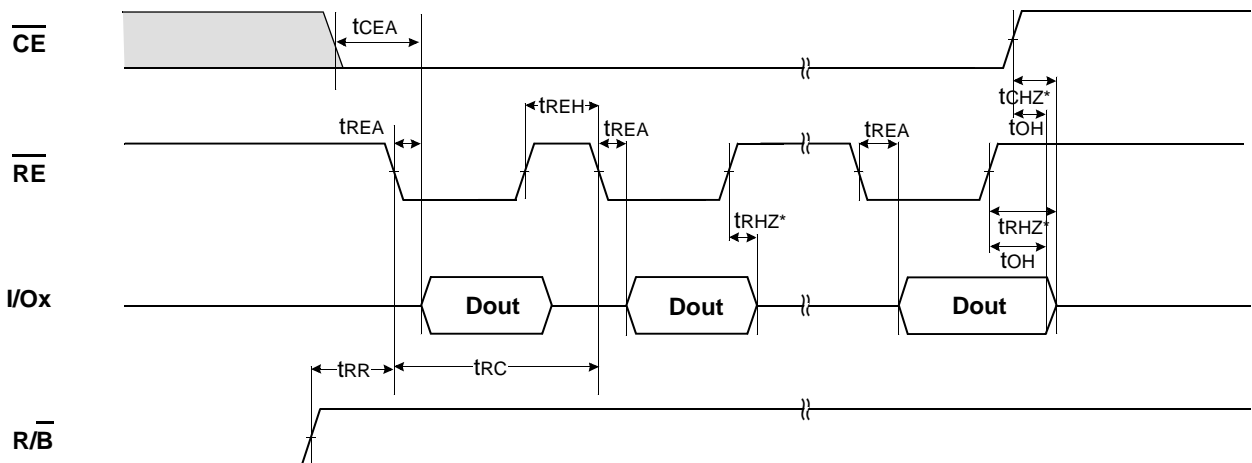 CE
tCEA
tCHZ*
tREH
tREA
tREA
tREA
tOH
RE
tRHZ*
tRHZ*
tOH
I/Ox
Dout
Dout
Dout
tRR
tRC
R/B